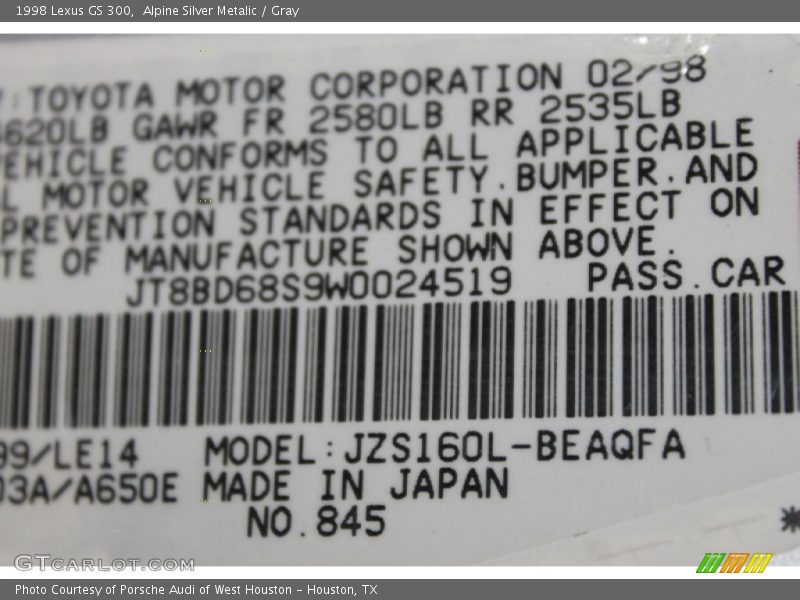 1998 Lexus GS 300, Alpine Silver Metalic / Gray
TOYOTA MOTOR CORPORATION 02/98
4620LB GAWR FR 2580LB RR 2535LB
VEHICLE CONFORMS TO ALL APPLICABLE
L MOTOR VEHICLE SAFETY.BUMPER.AND
PREVENTION STANDARDS IN EFFECT ON
TE OF MANUFACTURE SHOWN ABOVE.
JT8BD68S9W0024519 PASS.CAR
99/LE14 MODEL:JZS160L-BEAQFA
03A/A650E MADE IN JAPAN
NO.845
*
GTCarLot.com
Photo Courtesy of Porsche Audi of West Houston - Houston, TX